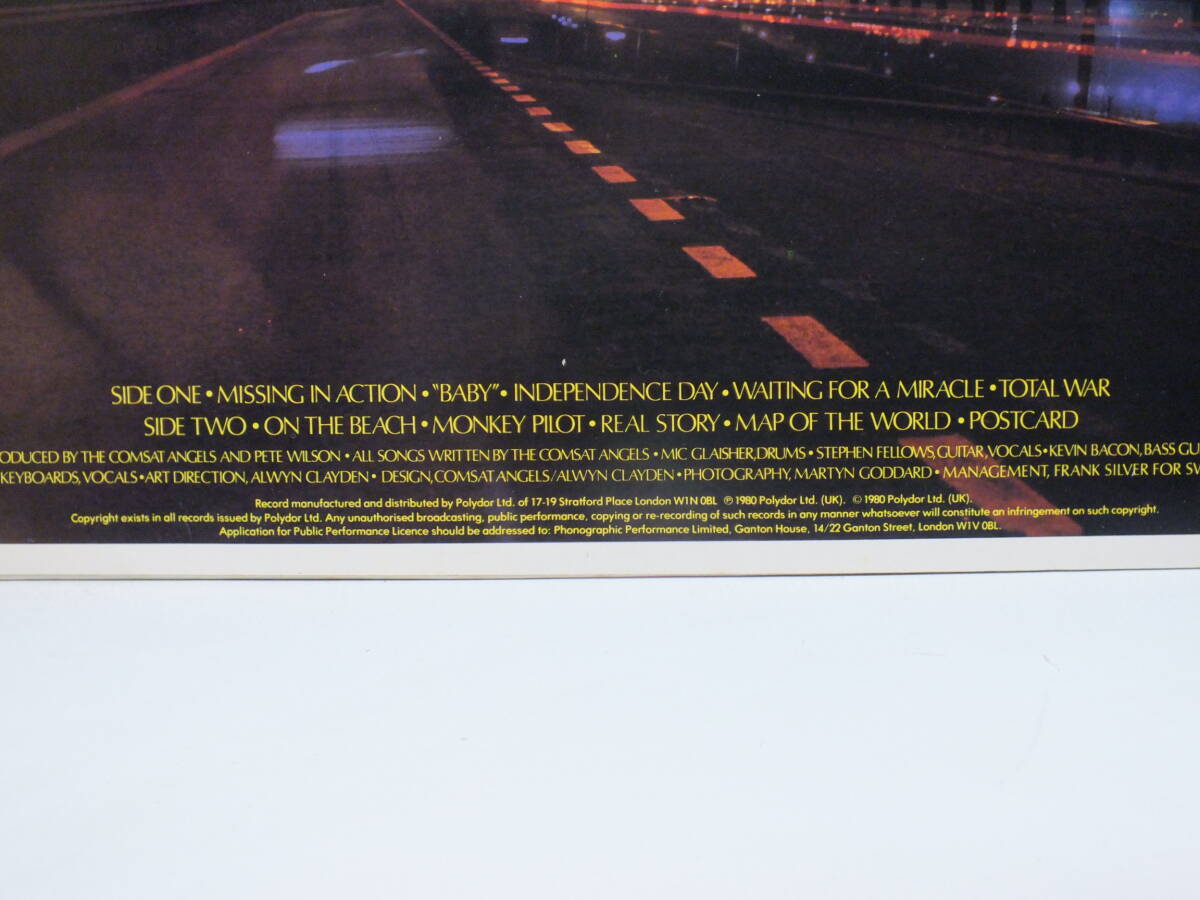 SIDE ONE • MISSING IN ACTION • "BABY" • INDEPENDENCE DAY • WAITING FOR A MIRACLE • TOTAL WAR
SIDE TWO • ON THE BEACH • MONKEY PILOT • REAL STORY • MAP OF THE WORLD • POSTCARD
ODUCED BY THE COMSAT ANGELS AND PETE WILSON • ALL SONGS WRITTEN BY THE COMSAT ANGELS • MIC GLAISHER, DRUMS • STEPHEN FELLOWS, GUITAR, VOCALS • KEVIN BACON, BASS GU
KEYBOARDS, VOCALS • ART DIRECTION, ALWYN CLAYDEN • DESIGN, COMSAT ANGELS/ALWYN CLAYDEN • PHOTOGRAPHY, MARTYN GODDARD • MANAGEMENT, FRANK SILVER FOR SW
Record manufactured and distributed by Polydor Ltd. of 17-19 Stratford Place London W1N 0BL ℗ 1980 Polydor Ltd. (UK). © 1980 Polydor Ltd. (UK).
Copyright exists in all records issued by Polydor Ltd. Any unauthorised broadcasting, public performance, copying or re-recording of such records in any manner whatsoever will constitute an infringement on such copyright.
Application for Public Performance Licence should be addressed to: Phonographic Performance Limited, Ganton House, 14/22 Ganton Street, London W1V 0BL.